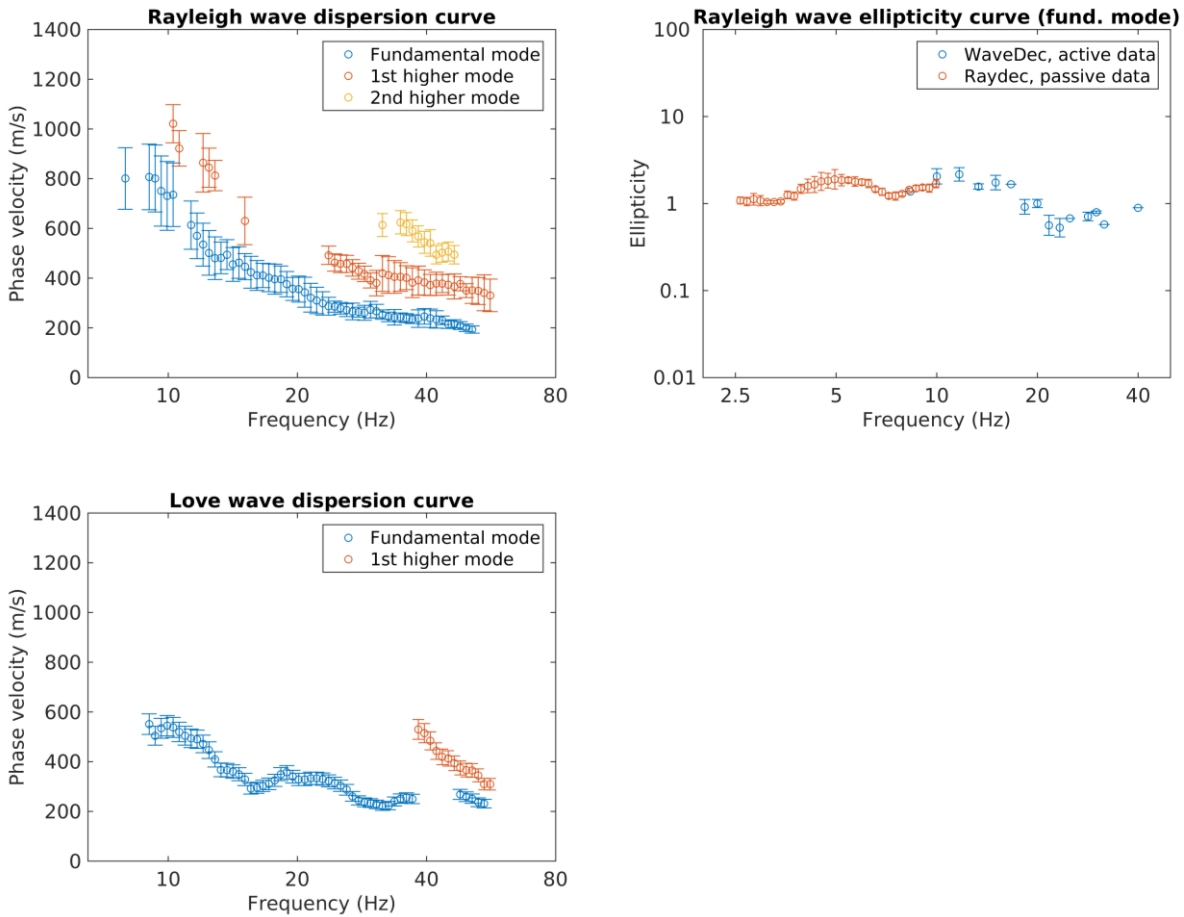 Rayleigh wave dispersion curve
1400
1200
1000
800
600
400
200
0
Phase velocity (m/s)
Fundamental mode
1st higher mode
2nd higher mode
10
20
40
80
Frequency (Hz)
Rayleigh wave ellipticity curve (fund. mode)
100
10
1
0.1
0.01
Ellipticity
WaveDec, active data
Raydec, passive data
2.5
5
10
20
40
Frequency (Hz)
Love wave dispersion curve
1400
1200
1000
800
600
400
200
0
Phase velocity (m/s)
Fundamental mode
1st higher mode
10
20
40
80
Frequency (Hz)